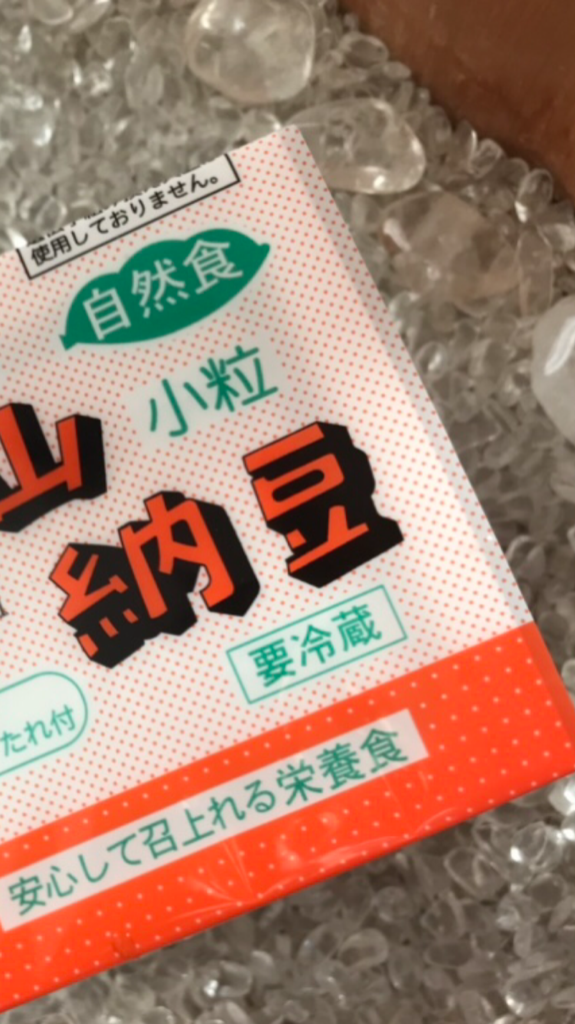 使用しておりません。
自然食
小粒
山
納豆
要冷蔵
たれ付
安心して召上れる栄養食